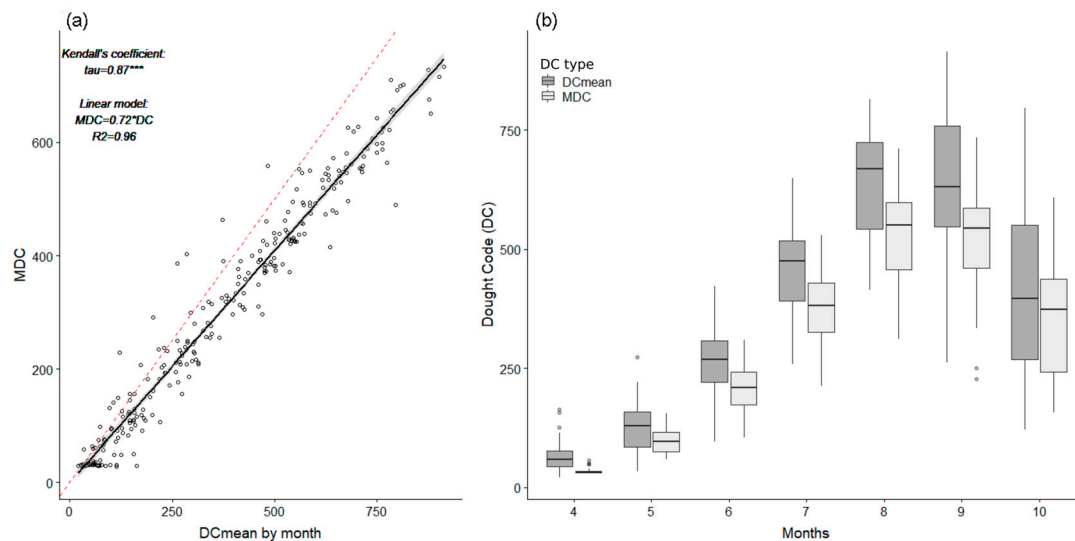 (a)
Kendall's coefficient:
tau=0.87***
Linear model:
MDC=0.72*DC
R2=0.96
MDC
600
400
200
0
0
250
500
750
DCmean by month
(b)
DC type
DCmean
MDC
Dought Code (DC)
750
500
250
0
4
5
6
7
8
9
10
Months